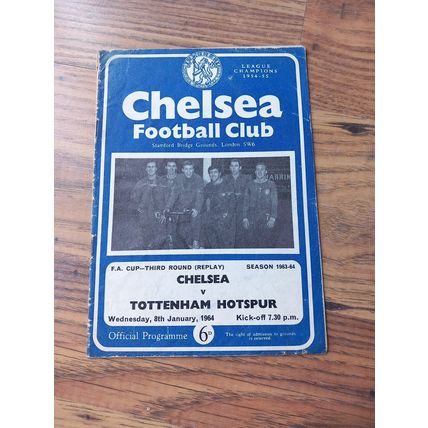 LEAGUE
CHAMPIONS
1954-55
Chelsea
Football Club
Stamford Bridge Grounds, London SW6
F.A. CUP—THIRD ROUND (REPLAY) SEASON 1963-64
CHELSEA
v
TOTTENHAM HOTSPUR
Wednesday, 8th January, 1964 Kick-off 7.30 p.m.
Official Programme 6D
The right of admission to grounds
is reserved.